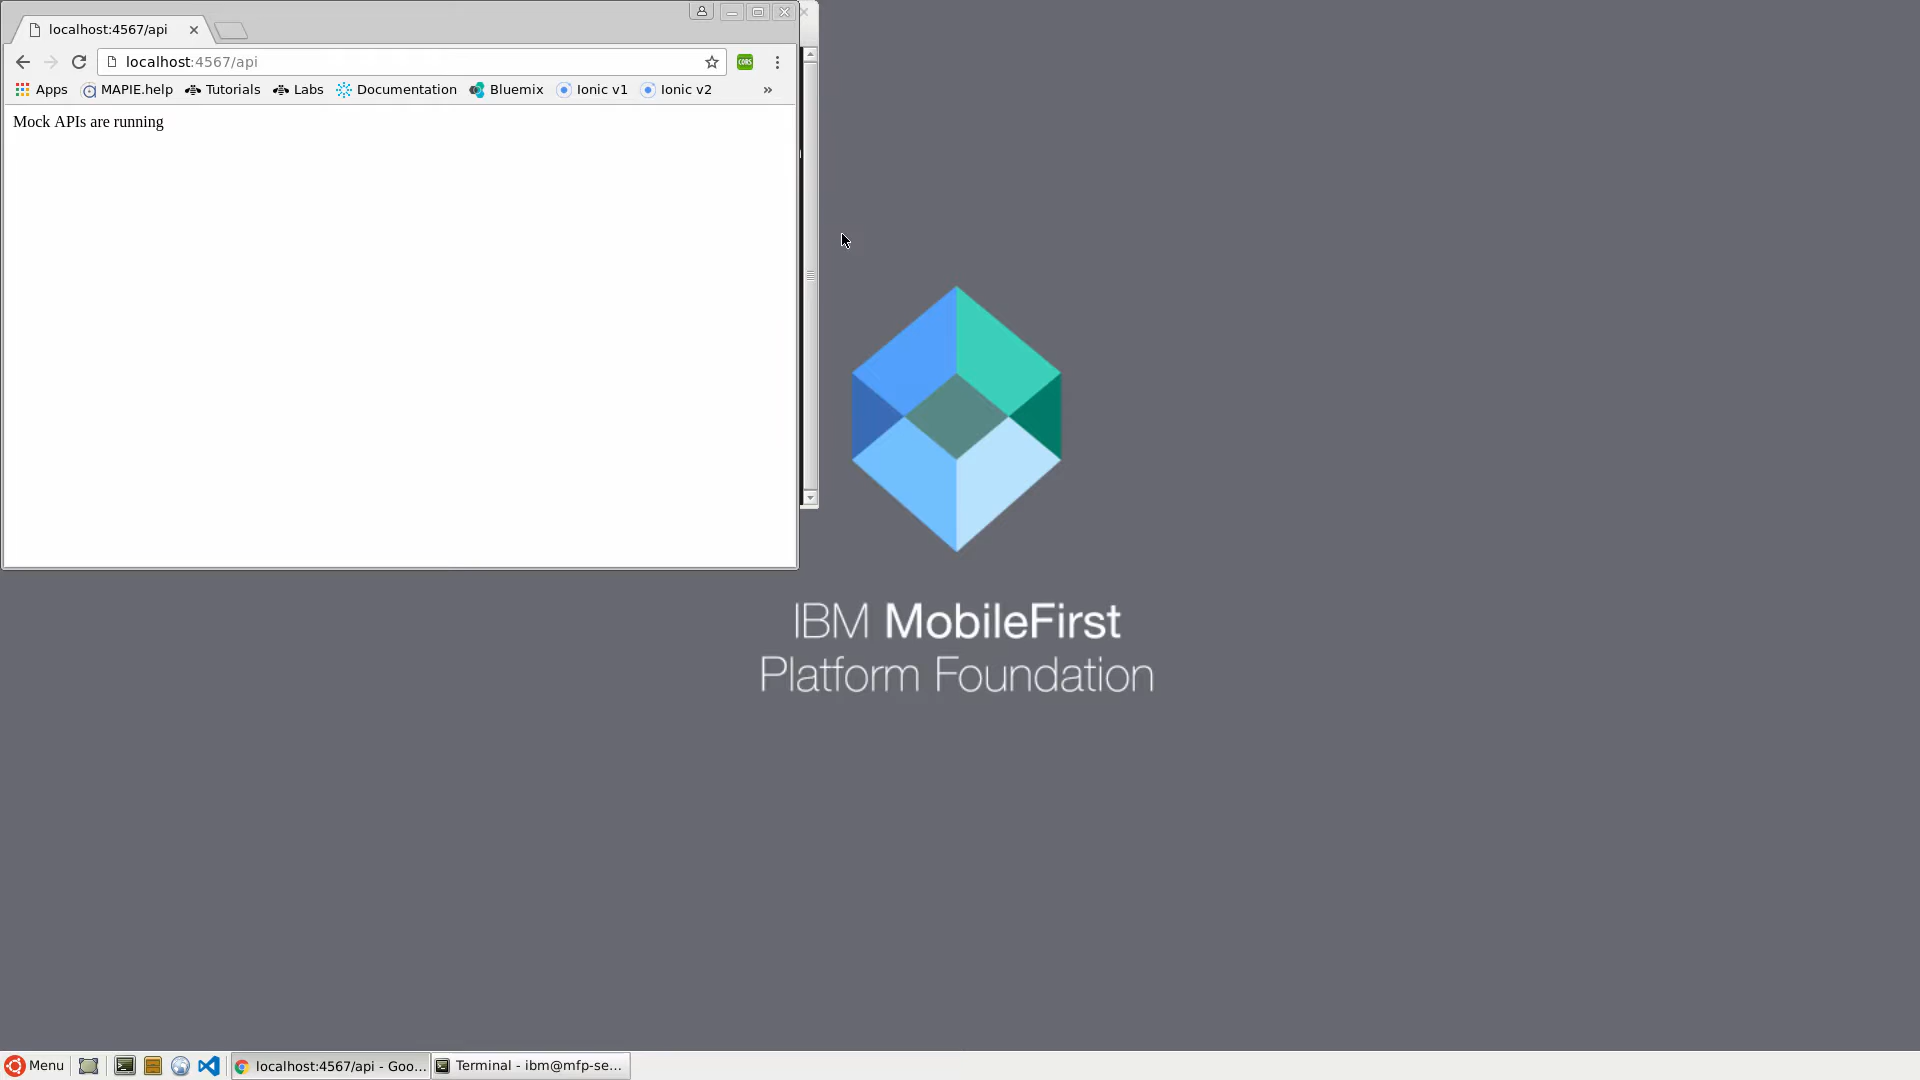 localhost:4567/api
localhost:4567/api
CORS
Apps MAPIE.help Tutorials Labs Documentation Bluemix Ionic v1 Ionic v2 »
Mock APIs are running
IBM MobileFirst
Platform Foundation
Menu localhost:4567/api - Goo... Terminal - ibm@mfp-se...